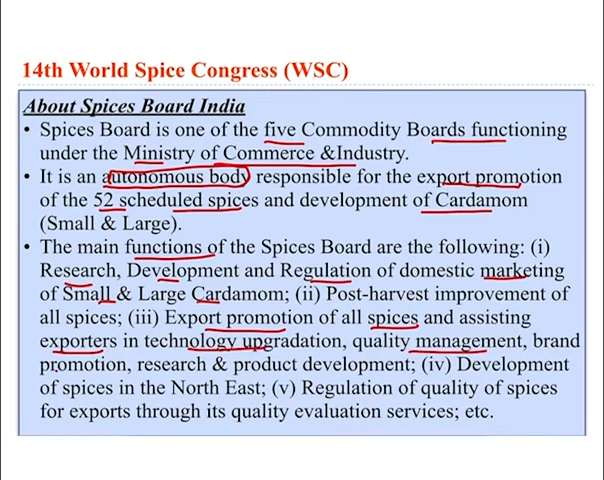 14th World Spice Congress (WSC)
About Spices Board India
• Spices Board is one of the five Commodity Boards functioning
under the Ministry of Commerce &Industry.
• It is an autonomous body responsible for the export promotion
of the 52 scheduled spices and development of Cardamom
(Small & Large).
• The main functions of the Spices Board are the following: (i)
Research, Development and Regulation of domestic marketing
of Small & Large Cardamom; (ii) Post-harvest improvement of
all spices; (iii) Export promotion of all spices and assisting
exporters in technology upgradation, quality management, brand
promotion, research & product development; (iv) Development
of spices in the North East; (v) Regulation of quality of spices
for exports through its quality evaluation services; etc.